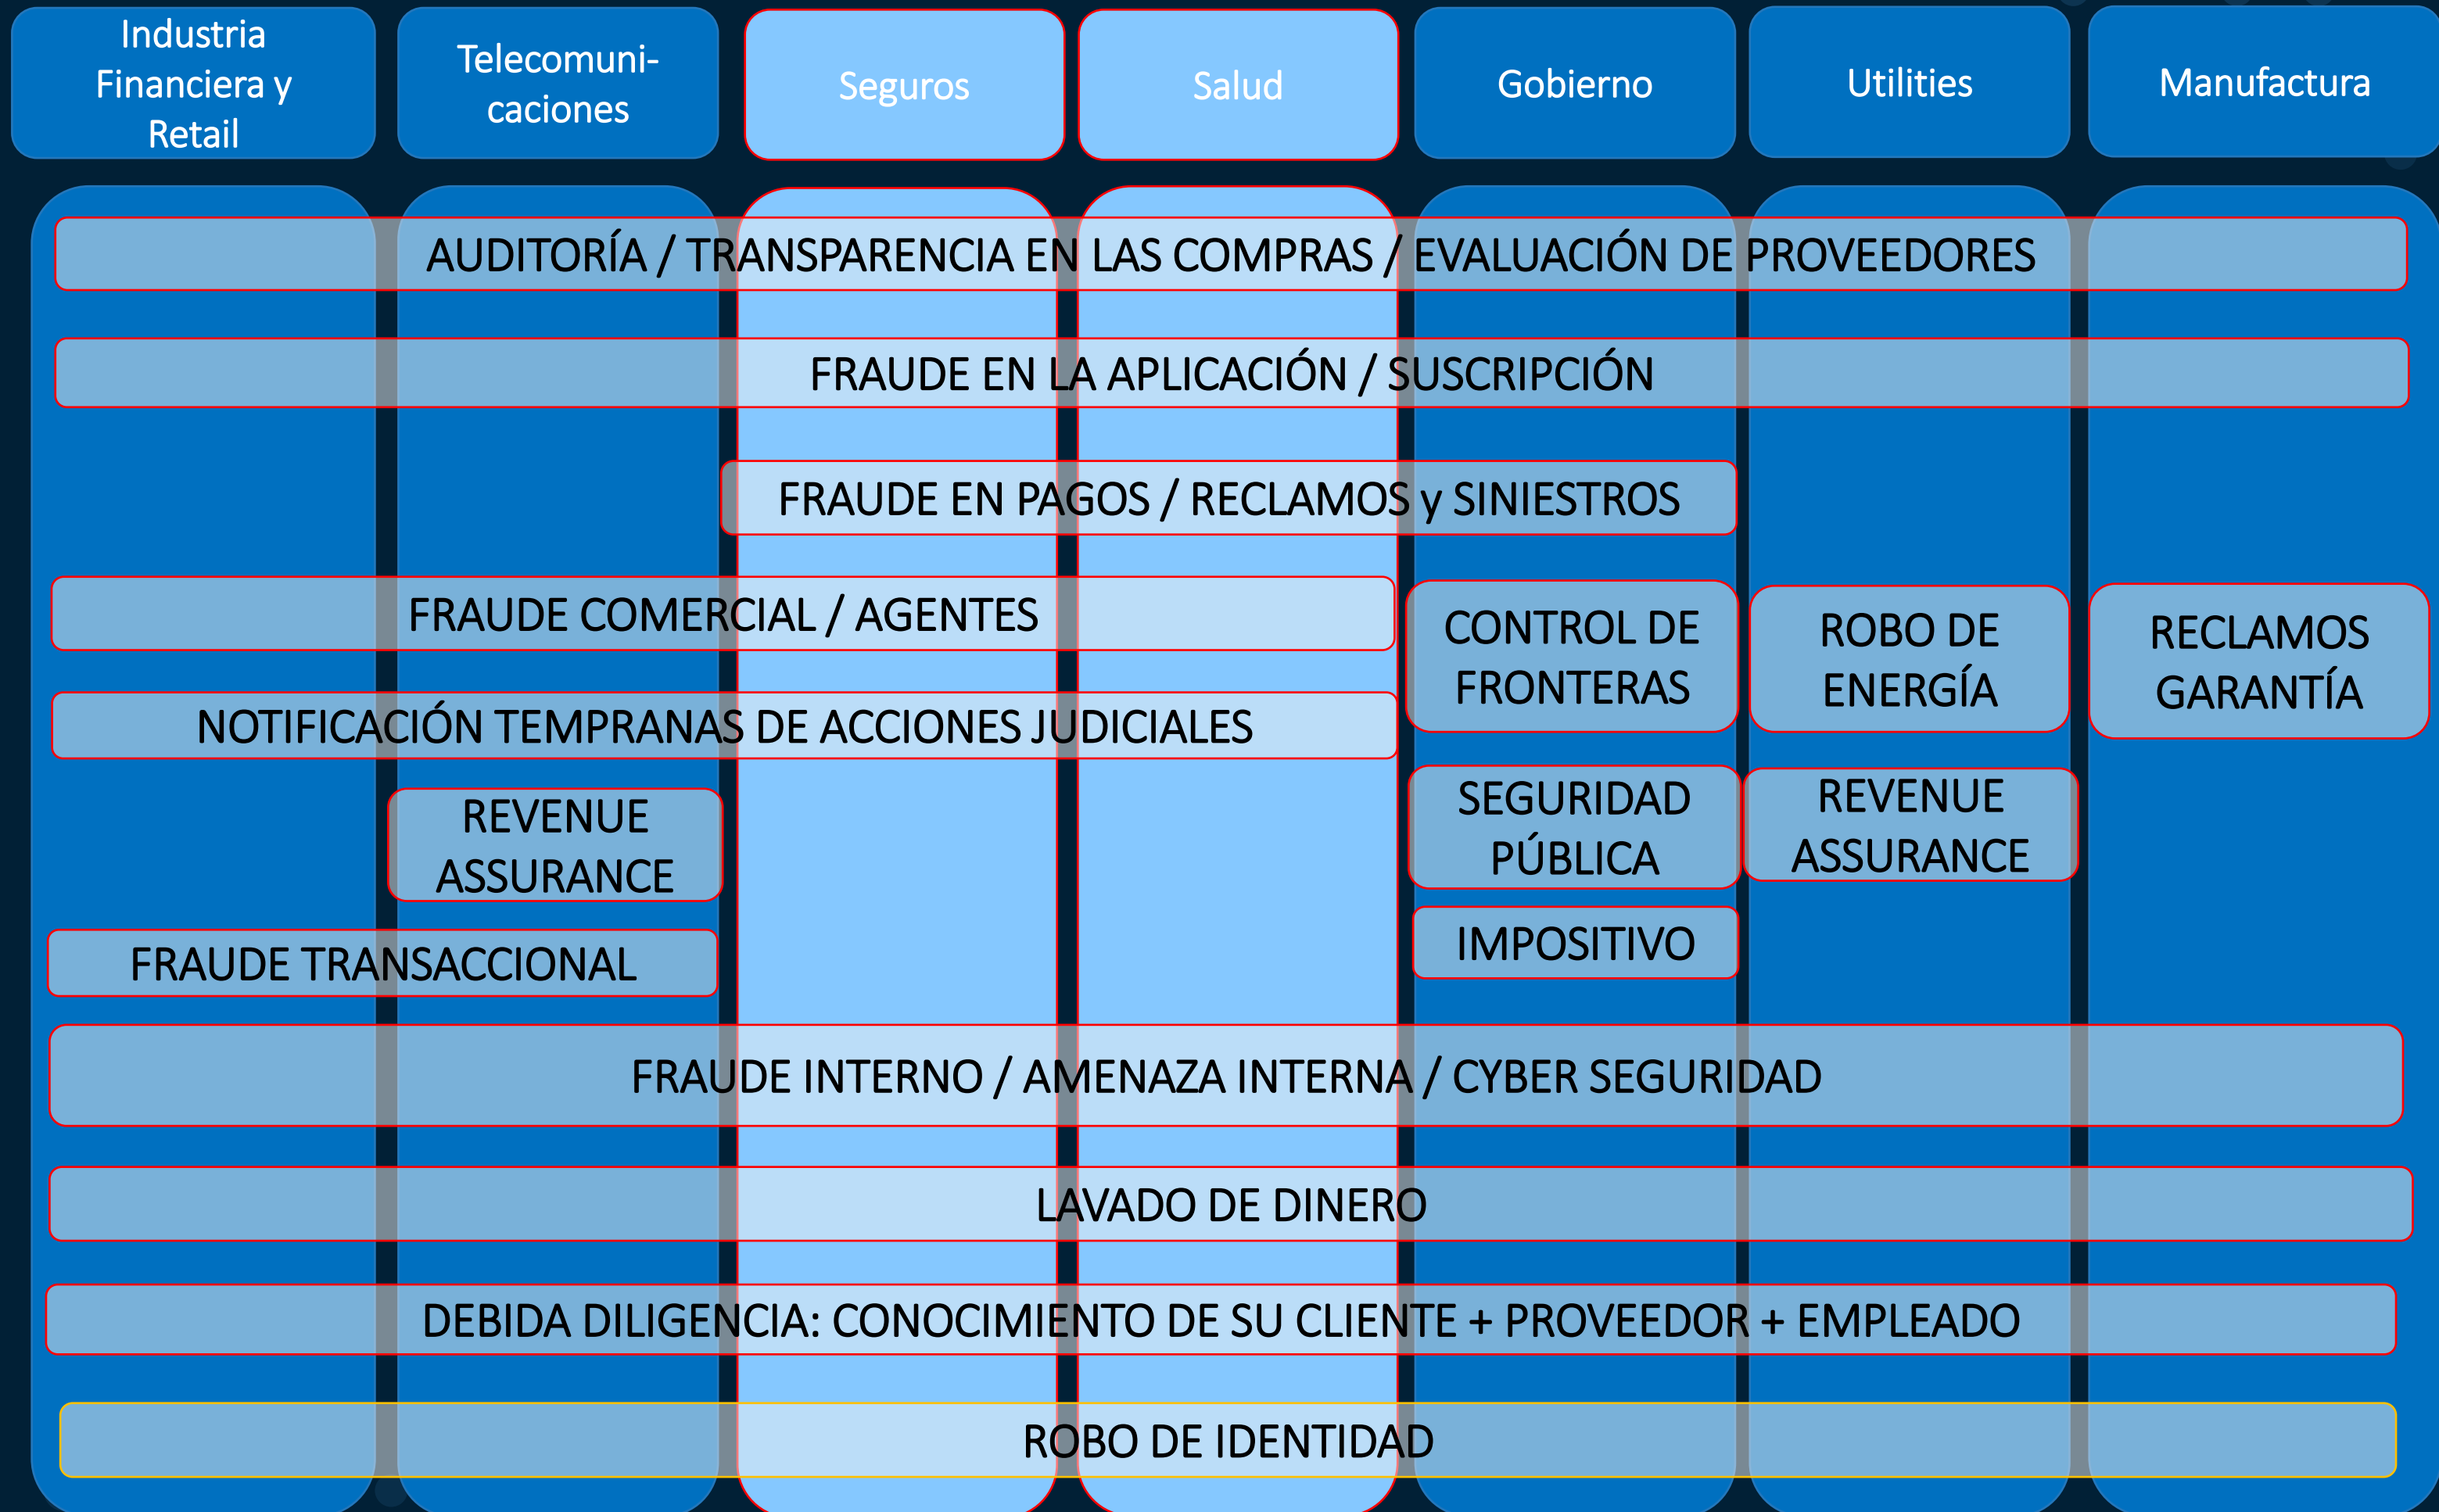 Industria
Financiera y
Retail
Telecomuni-
caciones
Seguros
Salud
Gobierno
Utilities
Manufactura
AUDITORÍA / TRANSPARENCIA EN LAS COMPRAS / EVALUACIÓN DE PROVEEDORES
FRAUDE EN LA APLICACIÓN / SUSCRIPCIÓN
FRAUDE EN PAGOS / RECLAMOS y SINIESTROS
FRAUDE COMERCIAL / AGENTES
CONTROL DE
FRONTERAS
ROBO DE
ENERGÍA
RECLAMOS
GARANTÍA
NOTIFICACIÓN TEMPRANAS DE ACCIONES JUDICIALES
REVENUE
ASSURANCE
SEGURIDAD
PÚBLICA
REVENUE
ASSURANCE
FRAUDE TRANSACCIONAL
IMPOSITIVO
FRAUDE INTERNO / AMENAZA INTERNA / CYBER SEGURIDAD
LAVADO DE DINERO
DEBIDA DILIGENCIA: CONOCIMIENTO DE SU CLIENTE + PROVEEDOR + EMPLEADO
ROBO DE IDENTIDAD